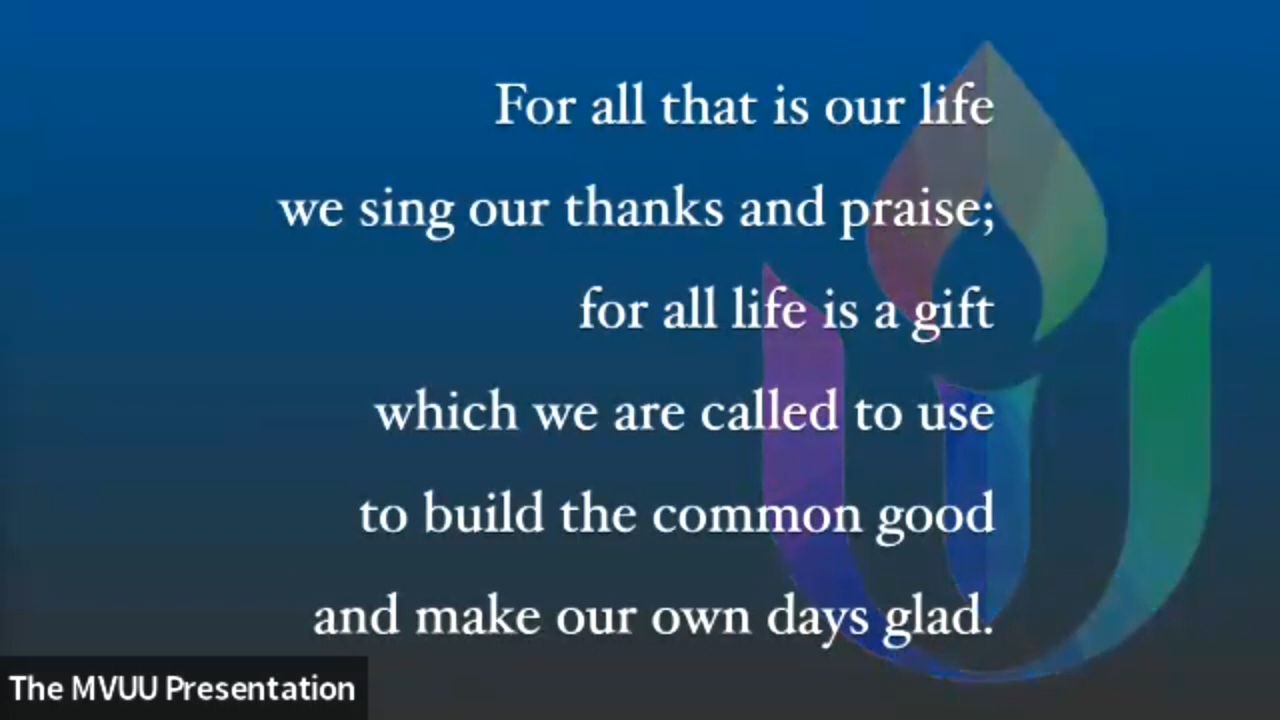 For all that is our life
we sing our thanks and praise;
for all life is a gift
which we are called to use
to build the common good
and make our own days glad.
The MVUU Presentation